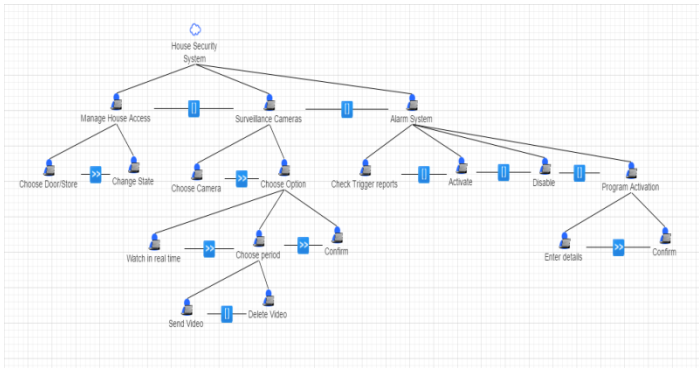 House Security
System
Manage House Access
[]
Surveillance Cameras
[]
Alarm System
Choose Door/Store
>>
Change State
Choose Camera
>>
Choose Option
Check Trigger reports
[]
Activate
[]
Disable
[]
Program Activation
Watch in real time
>>
Choose period
>>
Confirm
Enter details
>>
Confirm
Send Video
[]
Delete Video